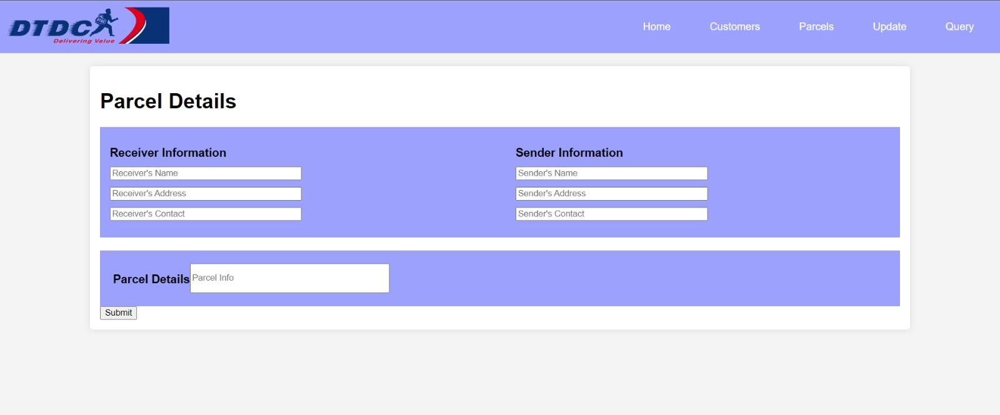 DTDC
DTDC
Delivering Value
Home Customers Parcels Update Query
Parcel Details
Receiver Information
Receiver's Name
Receiver's Address
Receiver's Contact
Sender Information
Sender's Name
Sender's Address
Sender's Contact
Parcel Details Parcel Info
Submit